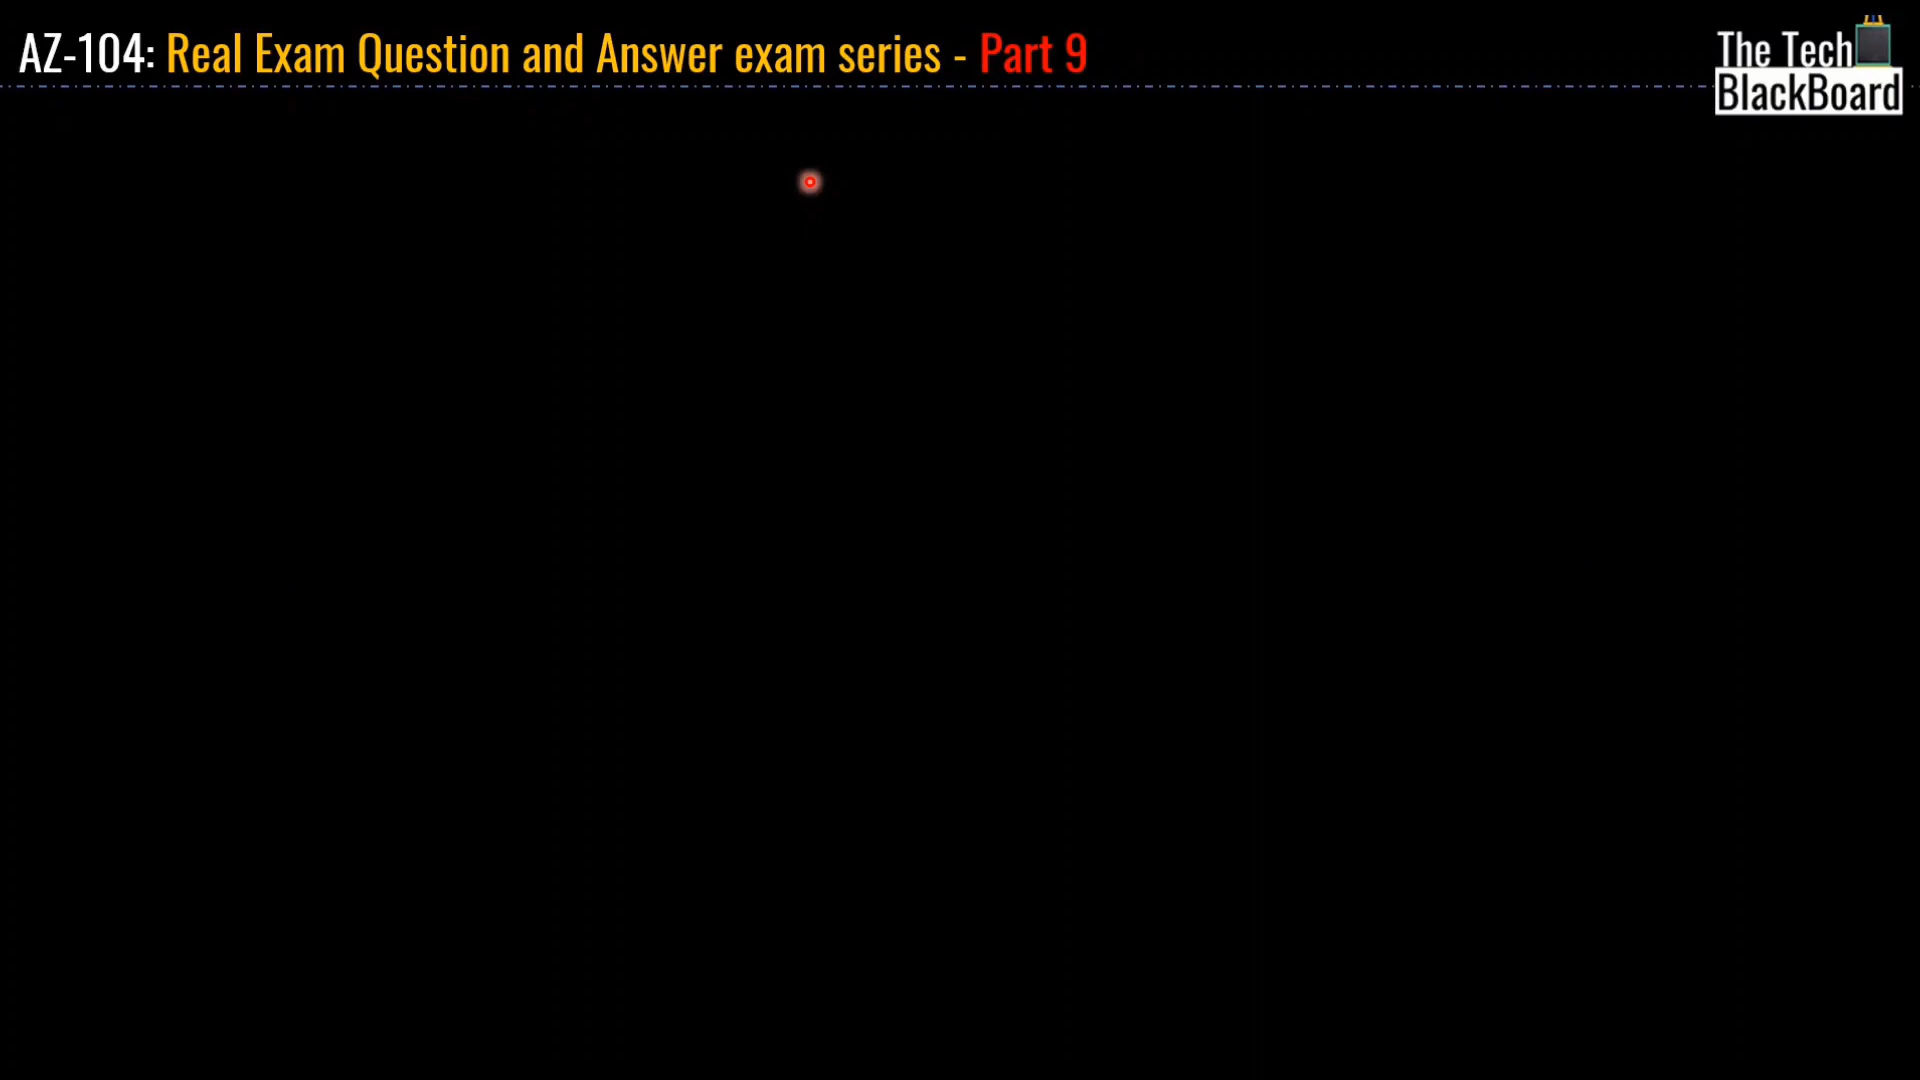 AZ-104: Real Exam Question and Answer exam series - Part 9
The Tech
BlackBoard